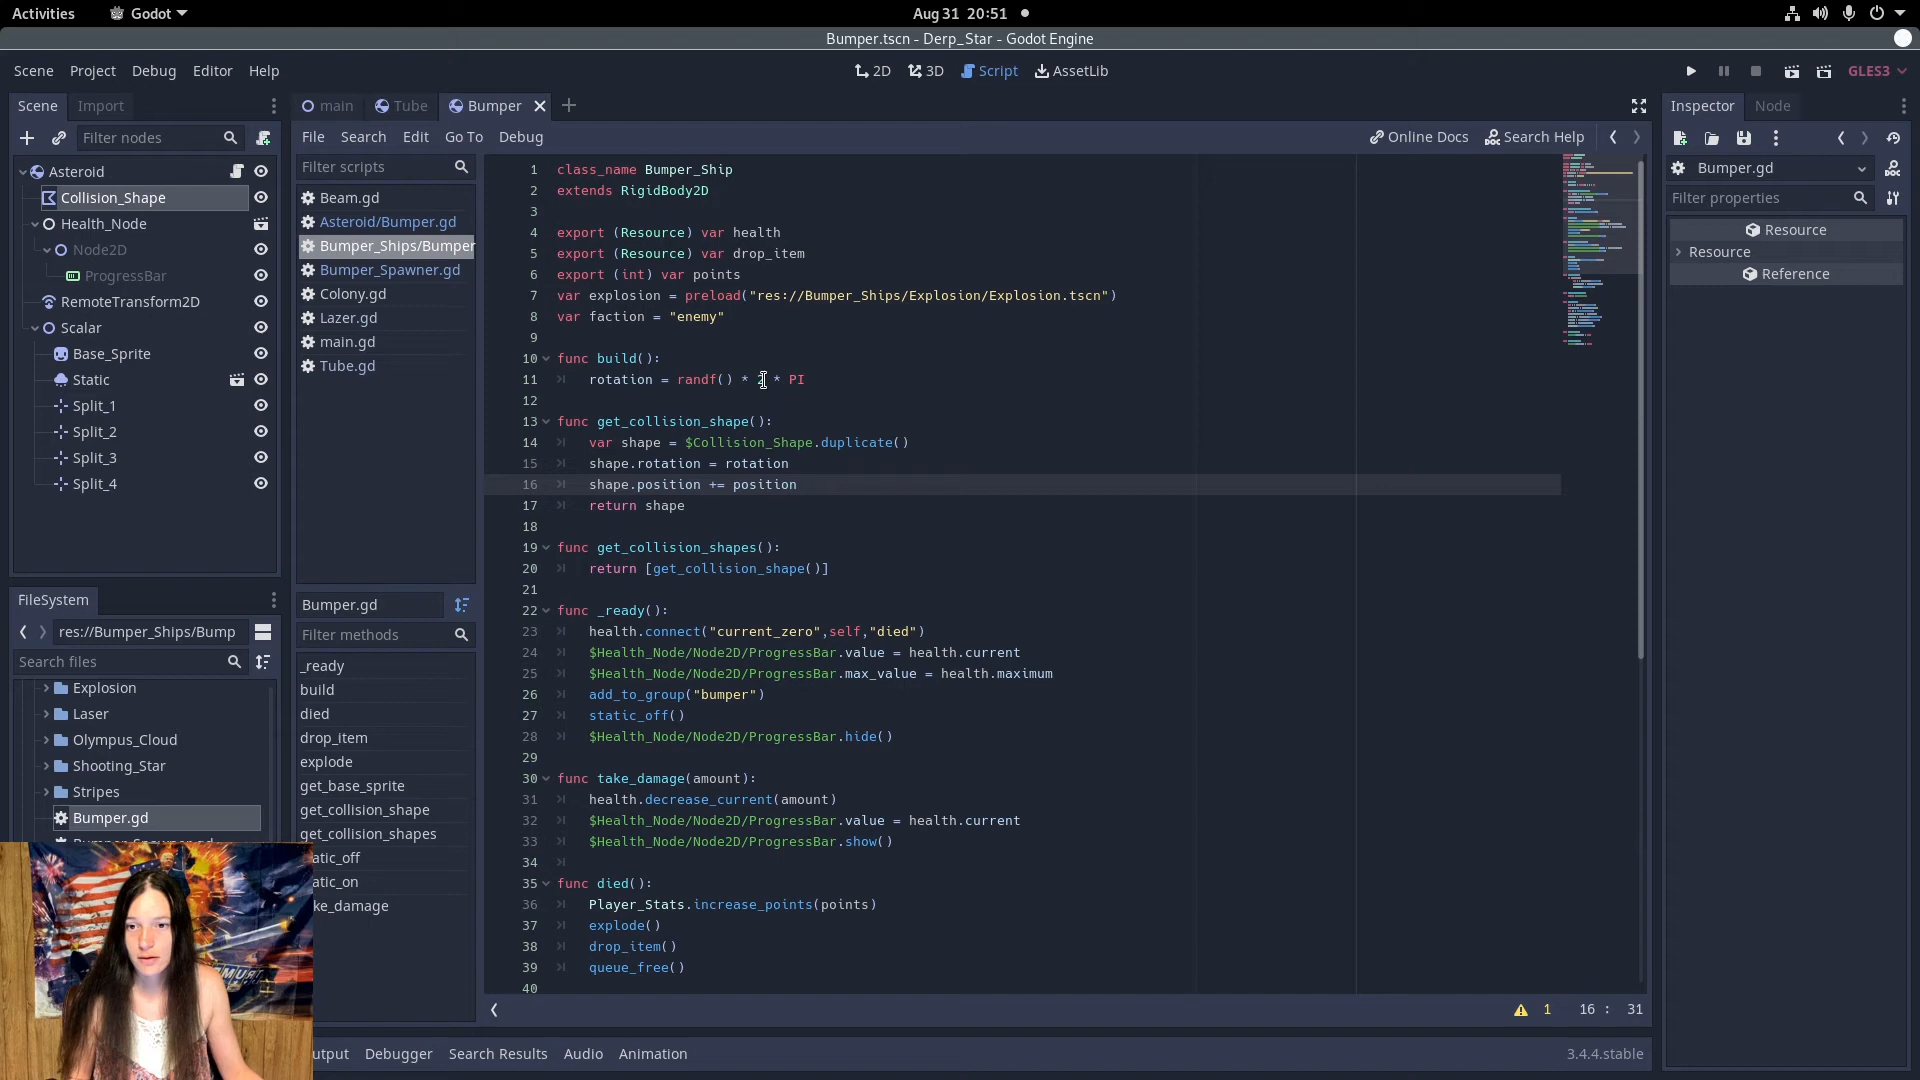 Activities
Godot
Aug 31 20:51
Bumper.tscn - Derp_Star - Godot Engine
Scene Project Debug Editor Help
2D 3D Script AssetLib
GLES3
Scene Import
Filter nodes
Asteroid
Collision_Shape
Health_Node
Node2D
ProgressBar
RemoteTransform2D
Scalar
Base_Sprite
Static
Split_1
Split_2
Split_3
Split_4
FileSystem
res://Bumper_Ships/Bump
Search files
Explosion
Laser
Olympus_Cloud
Shooting_Star
Stripes
Bumper.gd
main Tube Bumper
File Search Edit Go To Debug
Online Docs Search Help
Filter scripts
Beam.gd
Asteroid/Bumper.gd
Bumper_Ships/Bumper
Bumper_Spawner.gd
Colony.gd
Lazer.gd
main.gd
Tube.gd
Bumper.gd
Filter methods
_ready
build
died
drop_item
explode
get_base_sprite
get_collision_shape
get_collision_shapes
atic_off
atic_on
ke_damage
1 class_name Bumper_Ship
2 extends RigidBody2D
3
4 export (Resource) var health
5 export (Resource) var drop_item
6 export (int) var points
7 var explosion = preload("res://Bumper_Ships/Explosion/Explosion.tscn")
8 var faction = "enemy"
9
10 func build():
11 rotation = randf() * 2 * PI
12
13 func get_collision_shape():
14 var shape = $Collision_Shape.duplicate()
15 shape.rotation = rotation
16 shape.position += position
17 return shape
18
19 func get_collision_shapes():
20 return [get_collision_shape()]
21
22 func _ready():
23 health.connect("current_zero",self,"died")
24 $Health_Node/Node2D/ProgressBar.value = health.current
25 $Health_Node/Node2D/ProgressBar.max_value = health.maximum
26 add_to_group("bumper")
27 static_off()
28 $Health_Node/Node2D/ProgressBar.hide()
29
30 func take_damage(amount):
31 health.decrease_current(amount)
32 $Health_Node/Node2D/ProgressBar.value = health.current
33 $Health_Node/Node2D/ProgressBar.show()
34
35 func died():
36 Player_Stats.increase_points(points)
37 explode()
38 drop_item()
39 queue_free()
40
1 16 : 31
utput Debugger Search Results Audio Animation
3.4.4.stable
Inspector Node
Bumper.gd
Filter properties
Resource
Resource
Reference